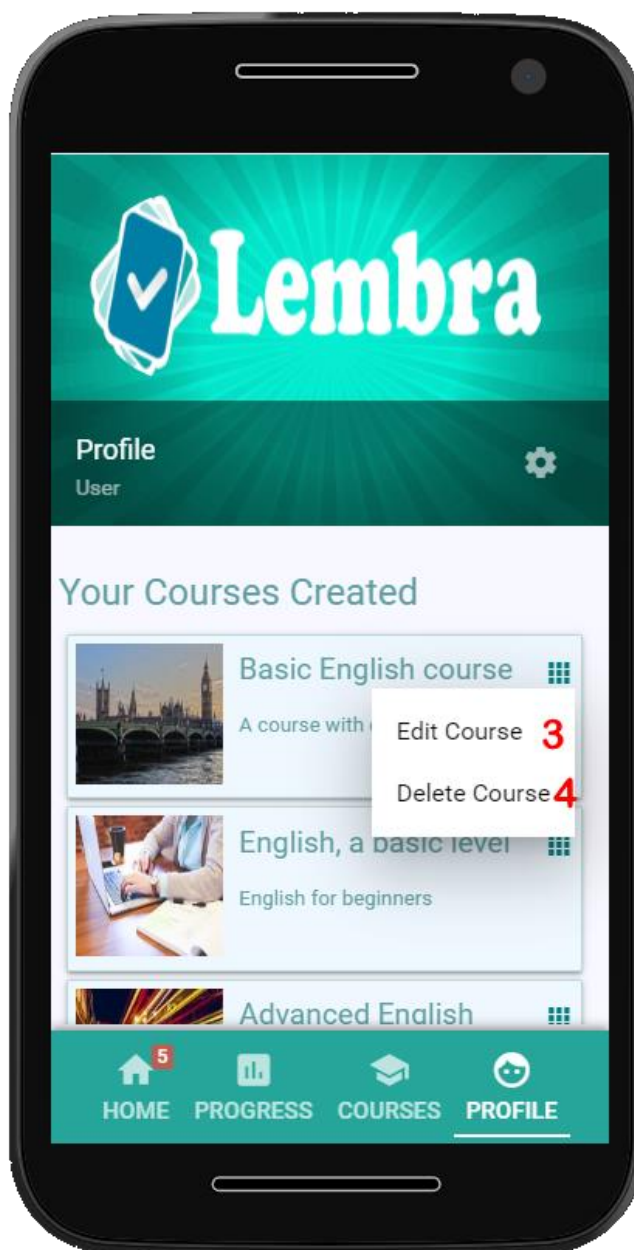 Lembra
Profile
User
Your Courses Created
Basic English course
A course with
Edit Course 3
Delete Course 4
English, a basic level
English for beginners
Advanced English
5
HOME PROGRESS COURSES PROFILE